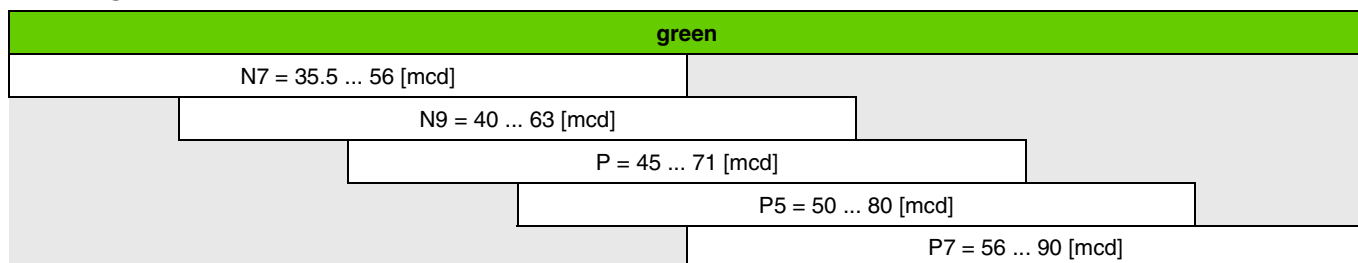 green
N7 = 35.5 ... 56 [mcd]
N9 = 40 ... 63 [mcd]
P = 45 ... 71 [mcd]
P5 = 50 ... 80 [mcd]
P7 = 56 ... 90 [mcd]